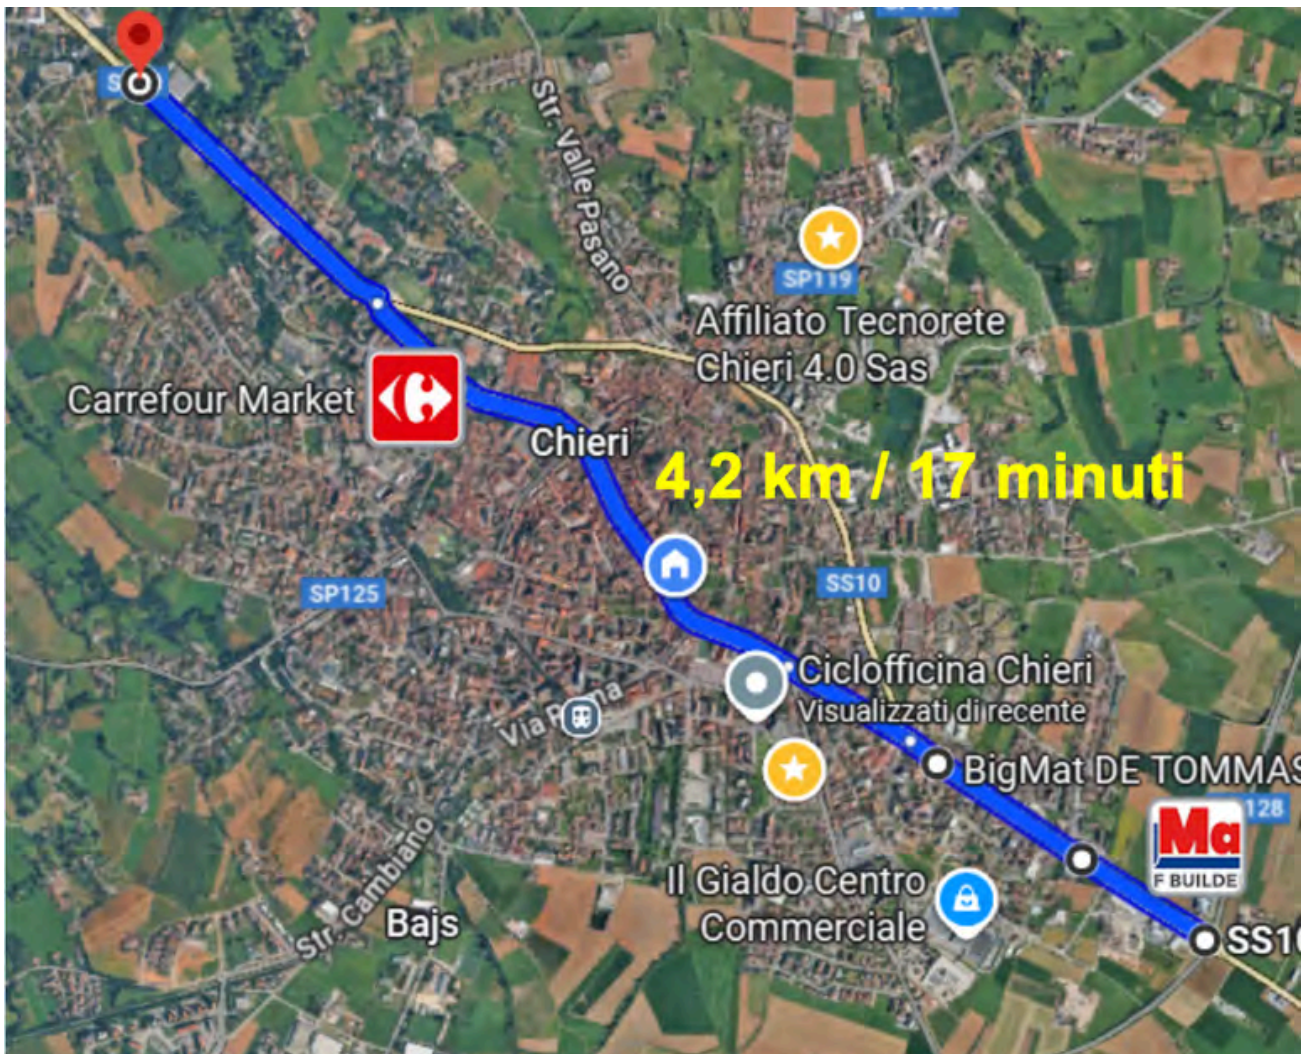 Str. Valle Pasano
SP119
Affiliato Tecnorete
Chieri 4.0 Sas
Carrefour Market
Chieri
4,2 km / 17 minuti
SP125
SS10
Ciclofficina Chieri
Visualizzati di recente
Via
BigMat DE TOMMAS
128
Ma
F BUILDE
Il Gialdo Centro
Commerciale
Str. Cambiano
Bajs